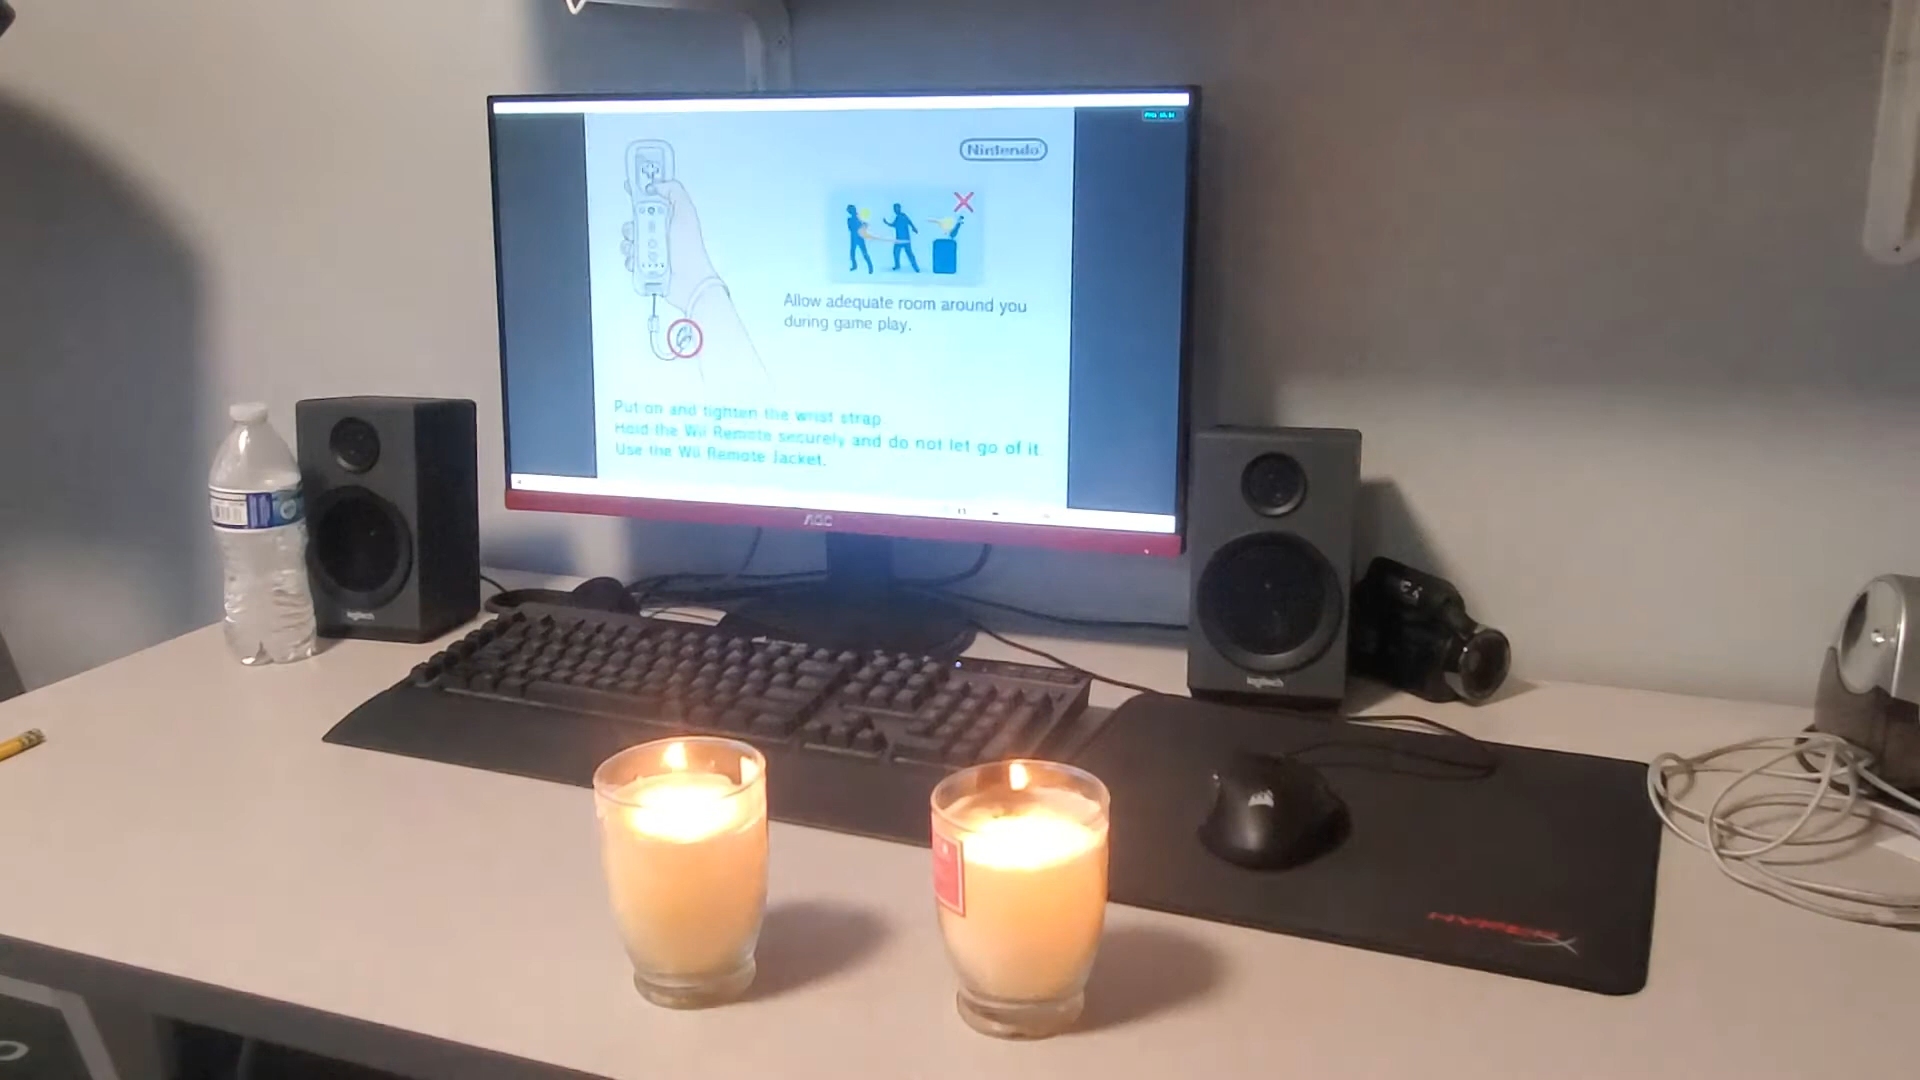 Nintendo
Allow adequate room around you
during game play.
Put on and tighten the wrist strap.
Hold the Wii Remote securely and do not let go of it.
Use the Wii Remote Jacket.
AOC
logitech
logitech
HYPERX